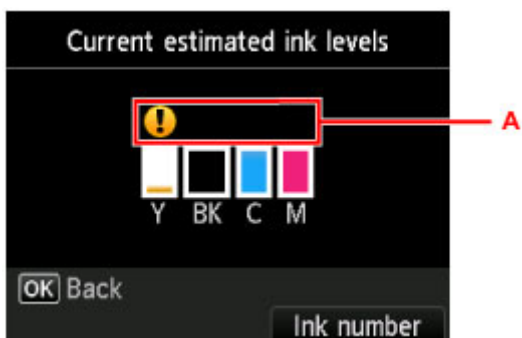 Current estimated ink levels
!
A
Y BK C M
OK Back
Ink number